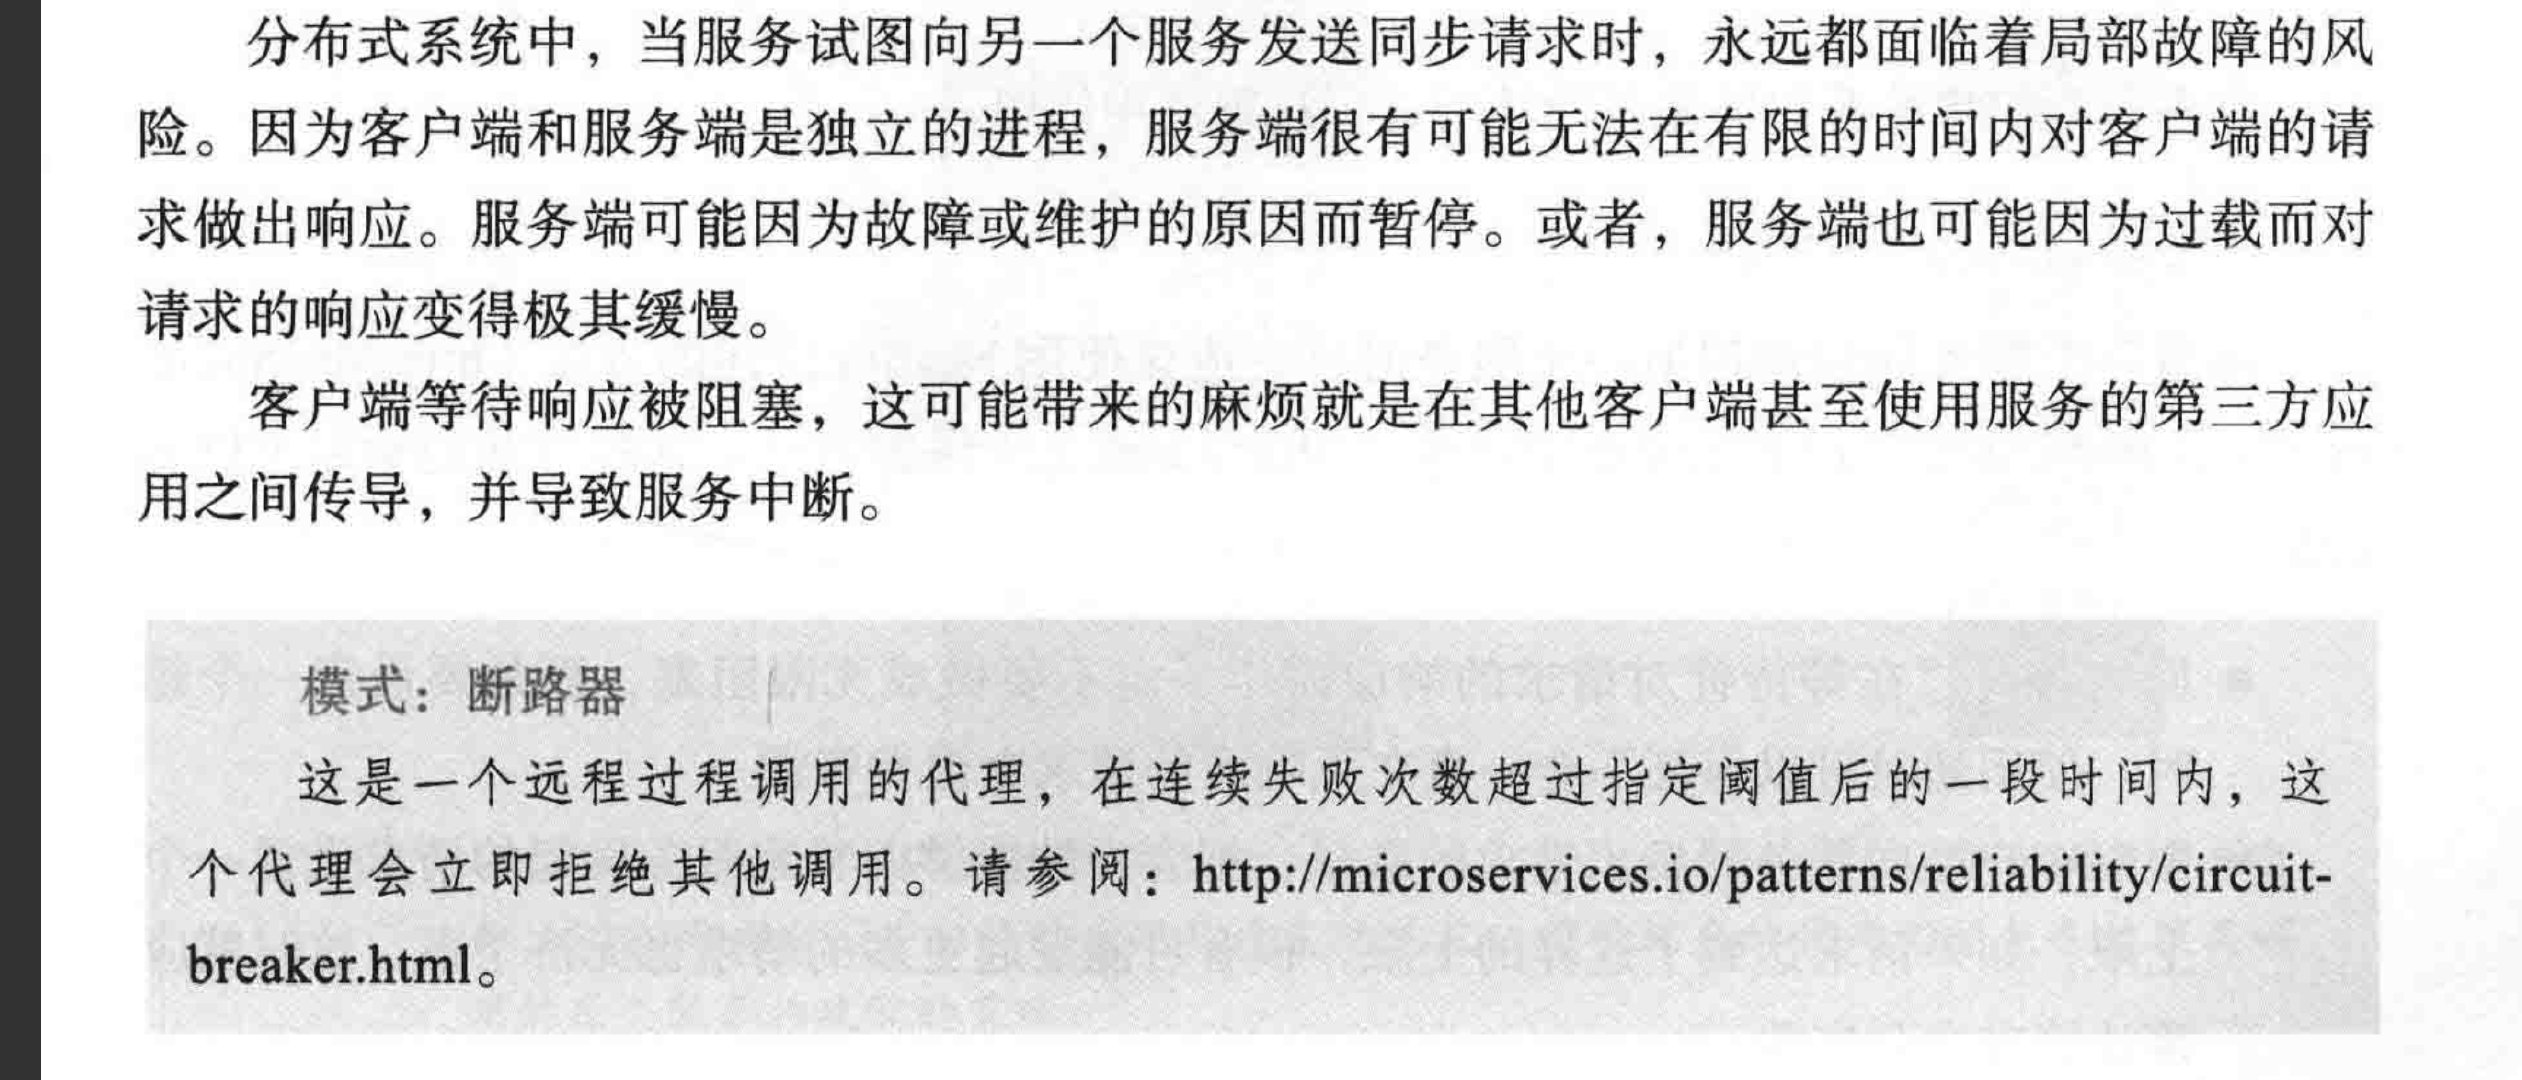 分布式系统中，当服务试图向另一个服务发送同步请求时，永远都面临着局部故障的风
险。因为客户端和服务端是独立的进程，服务端很有可能无法在有限的时间内对客户端的请
求做出响应。服务端可能因为故障或维护的原因而暂停。或者，服务端也可能因为过载而对
请求的响应变得极其缓慢。
客户端等待响应被阻塞，这可能带来的麻烦就是在其他客户端甚至使用服务的第三方应
用之间传导，并导致服务中断。
模式：断路器
这是一个远程过程调用的代理，在连续失败次数超过指定阈值后的一段时间内，这
个代理会立即拒绝其他调用。请参阅：http://microservices.io/patterns/reliability/circuit-
breaker.html。